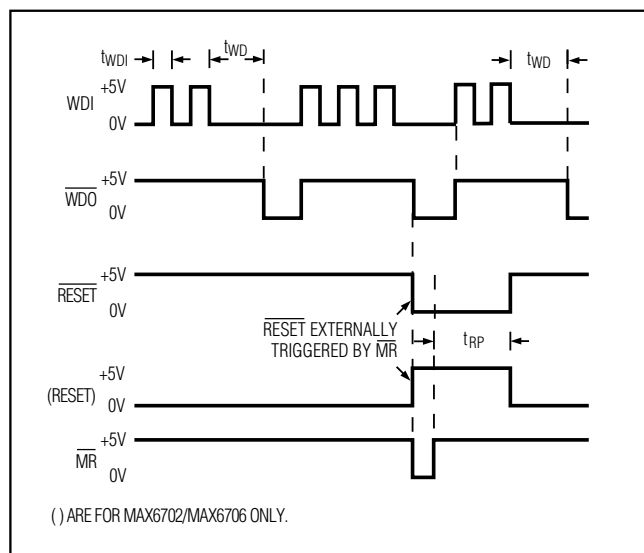 tWDI
tWD
tWD
+5V
WDI
0V
+5V
WDO
0V
+5V
RESET
0V
RESET EXTERNALLY
TRIGGERED BY MR
tRP
+5V
(RESET)
0V
+5V
MR
0V
( ) ARE FOR MAX6702/MAX6706 ONLY.